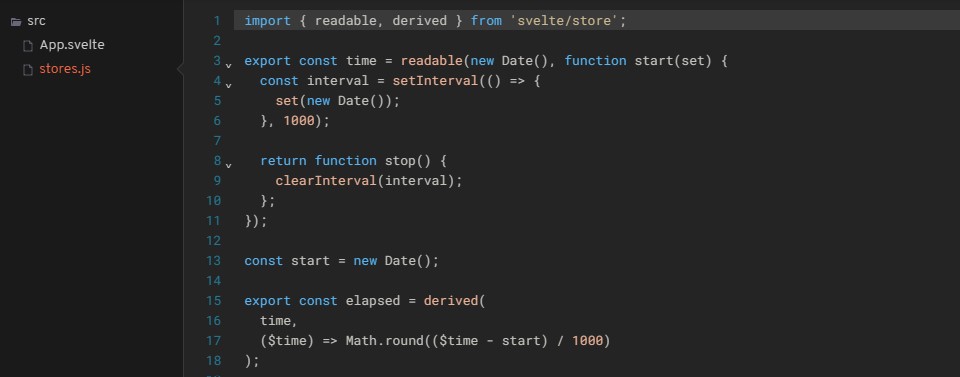 src
App.svelte
stores.js
1 import { readable, derived } from 'svelte/store';
2
3 export const time = readable(new Date(), function start(set) {
4   const interval = setInterval(() => {
5     set(new Date());
6   }, 1000);
7
8   return function stop() {
9     clearInterval(interval);
10   };
11 });
12
13 const start = new Date();
14
15 export const elapsed = derived(
16   time,
17   ($time) => Math.round(($time - start) / 1000)
18 );